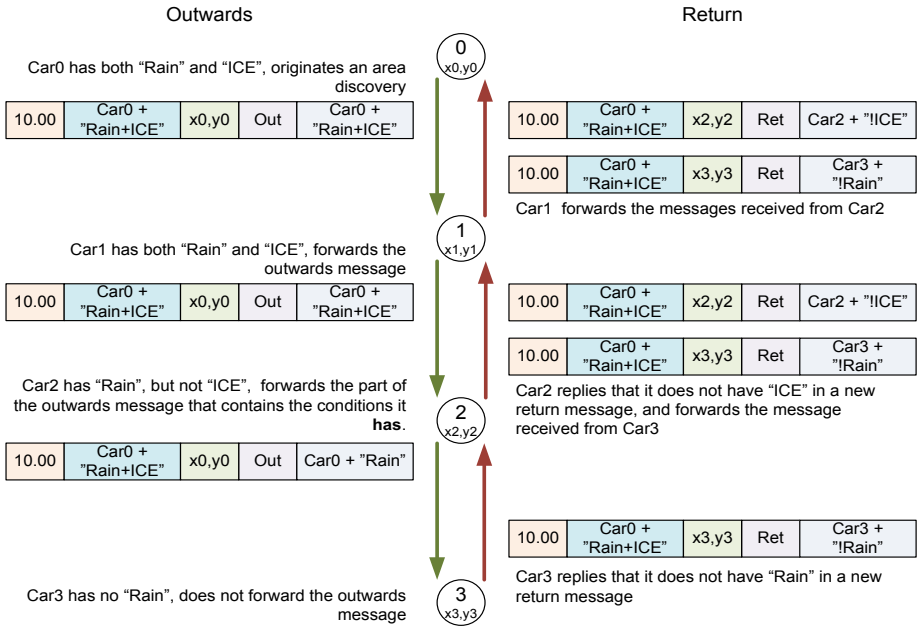 Outwards
Return
Car0 has both “Rain” and “ICE”, originates an area
discovery
10.00
Car0 +
”Rain+ICE”
x0,y0
Out
Car0 +
”Rain+ICE”
0
x0,y0
10.00
Car0 +
”Rain+ICE”
x2,y2
Ret
Car2 + ”!ICE”
10.00
Car0 +
”Rain+ICE”
x3,y3
Ret
Car3 +
”!Rain”
Car1 forwards the messages received from Car2
Car1 has both “Rain” and “ICE”, forwards the
outwards message
10.00
Car0 +
”Rain+ICE”
x0,y0
Out
Car0 +
”Rain+ICE”
1
x1,y1
10.00
Car0 +
”Rain+ICE”
x2,y2
Ret
Car2 + ”!ICE”
10.00
Car0 +
”Rain+ICE”
x3,y3
Ret
Car3 +
”!Rain”
Car2 replies that it does not have “ICE” in a new
return message, and forwards the message
received from Car3
Car2 has “Rain”, but not “ICE”, forwards the part of
the outwards message that contains the conditions it
has.
10.00
Car0 +
”Rain+ICE”
x0,y0
Out
Car0 + ”Rain”
2
x2,y2
10.00
Car0 +
”Rain+ICE”
x3,y3
Ret
Car3 +
”!Rain”
Car3 replies that it does not have “Rain” in a new
return message
Car3 has no “Rain”, does not forward the outwards
message
3
x3,y3